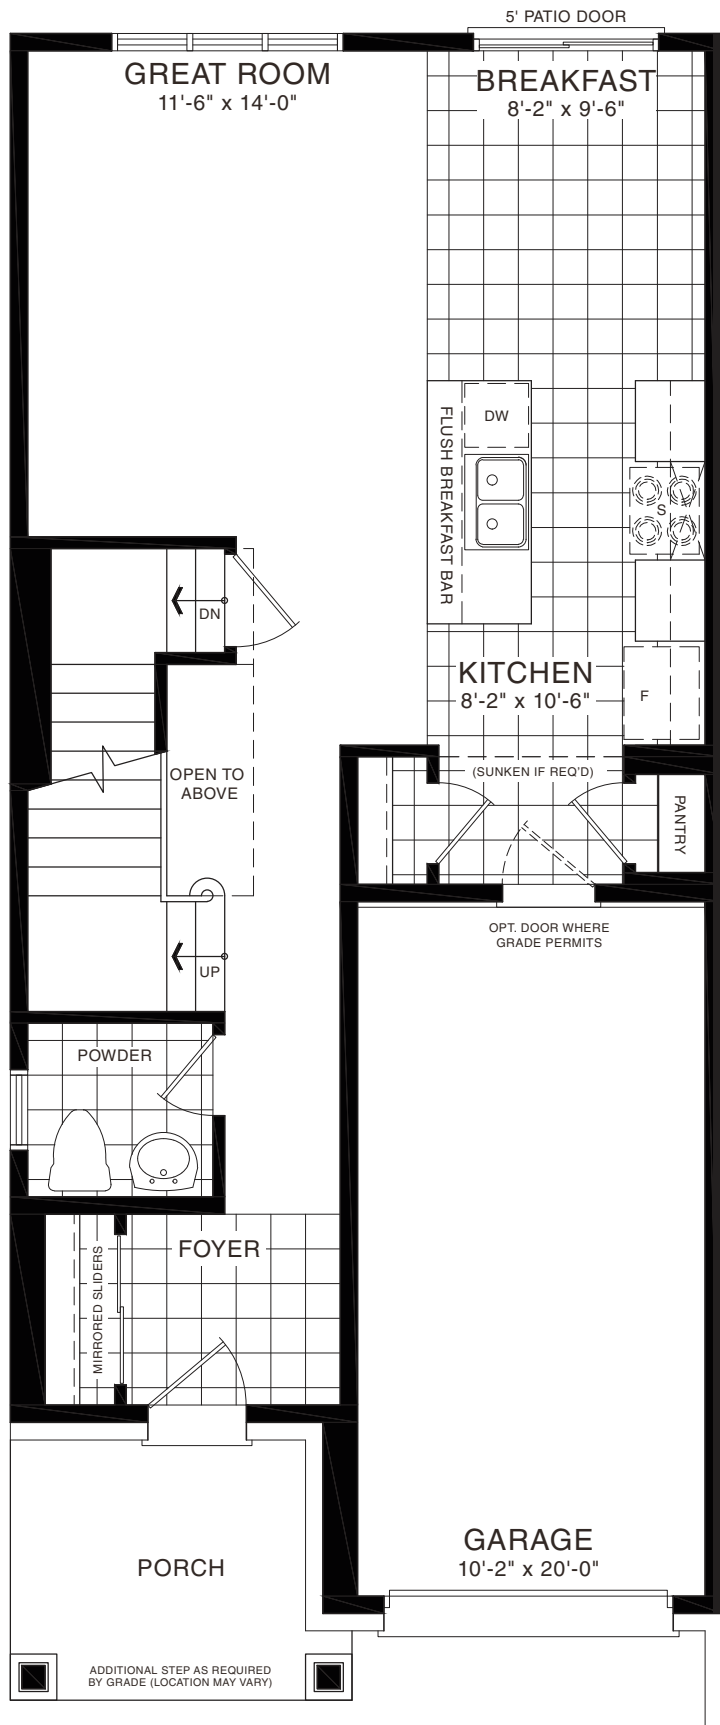 5' PATIO DOOR
GREAT ROOM
11'-6" x 14'-0"
BREAKFAST
8'-2" x 9'-6"
FLUSH BREAKFAST BAR
DW
S
DN
KITCHEN
8'-2" x 10'-6"
F
OPEN TO
ABOVE
(SUNKEN IF REQ'D)
PANTRY
OPT. DOOR WHERE
GRADE PERMITS
UP
POWDER
FOYER
MIRRORED SLIDERS
GARAGE
10'-2" x 20'-0"
PORCH
ADDITIONAL STEP AS REQUIRED
BY GRADE (LOCATION MAY VARY)